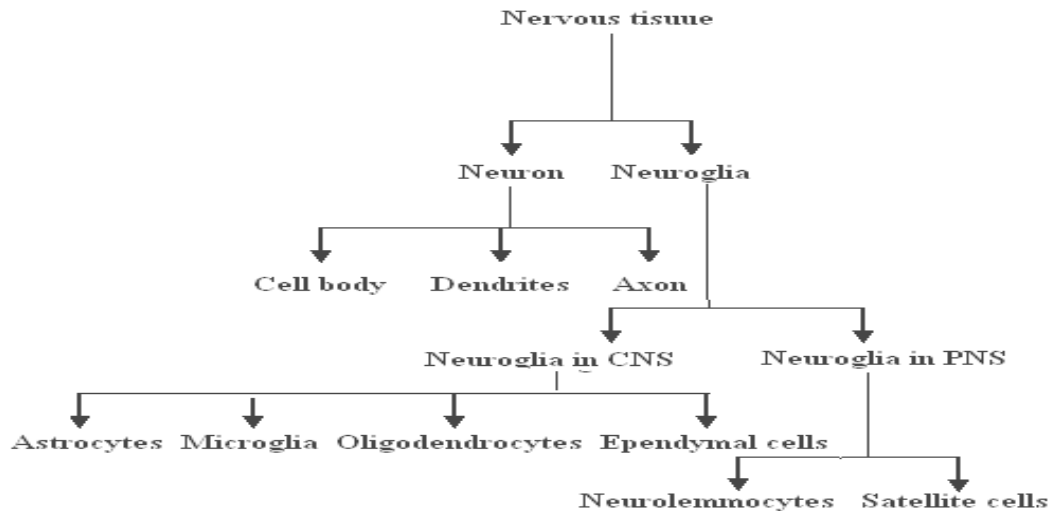 Nervous tisuue
Neuron Neuroglia
Cell body Dendrites Axon
Neuroglia in CNS Neuroglia in PNS
Astrocytes Microglia Oligodendrocytes Ependymal cells
Neurolemmocytes Satellite cells